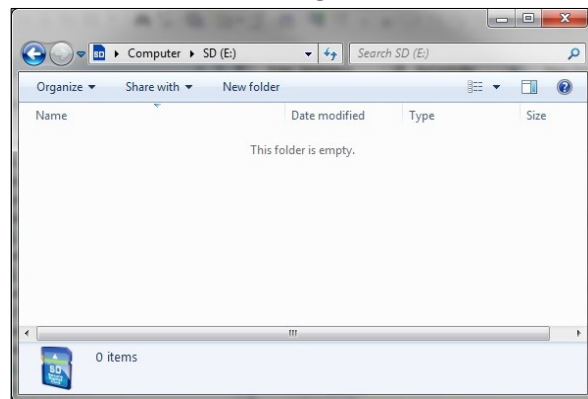 SD Computer SD (E:) Search SD (E:)
Organize Share with New folder
Name Date modified Type Size
This folder is empty.
0 items
SD